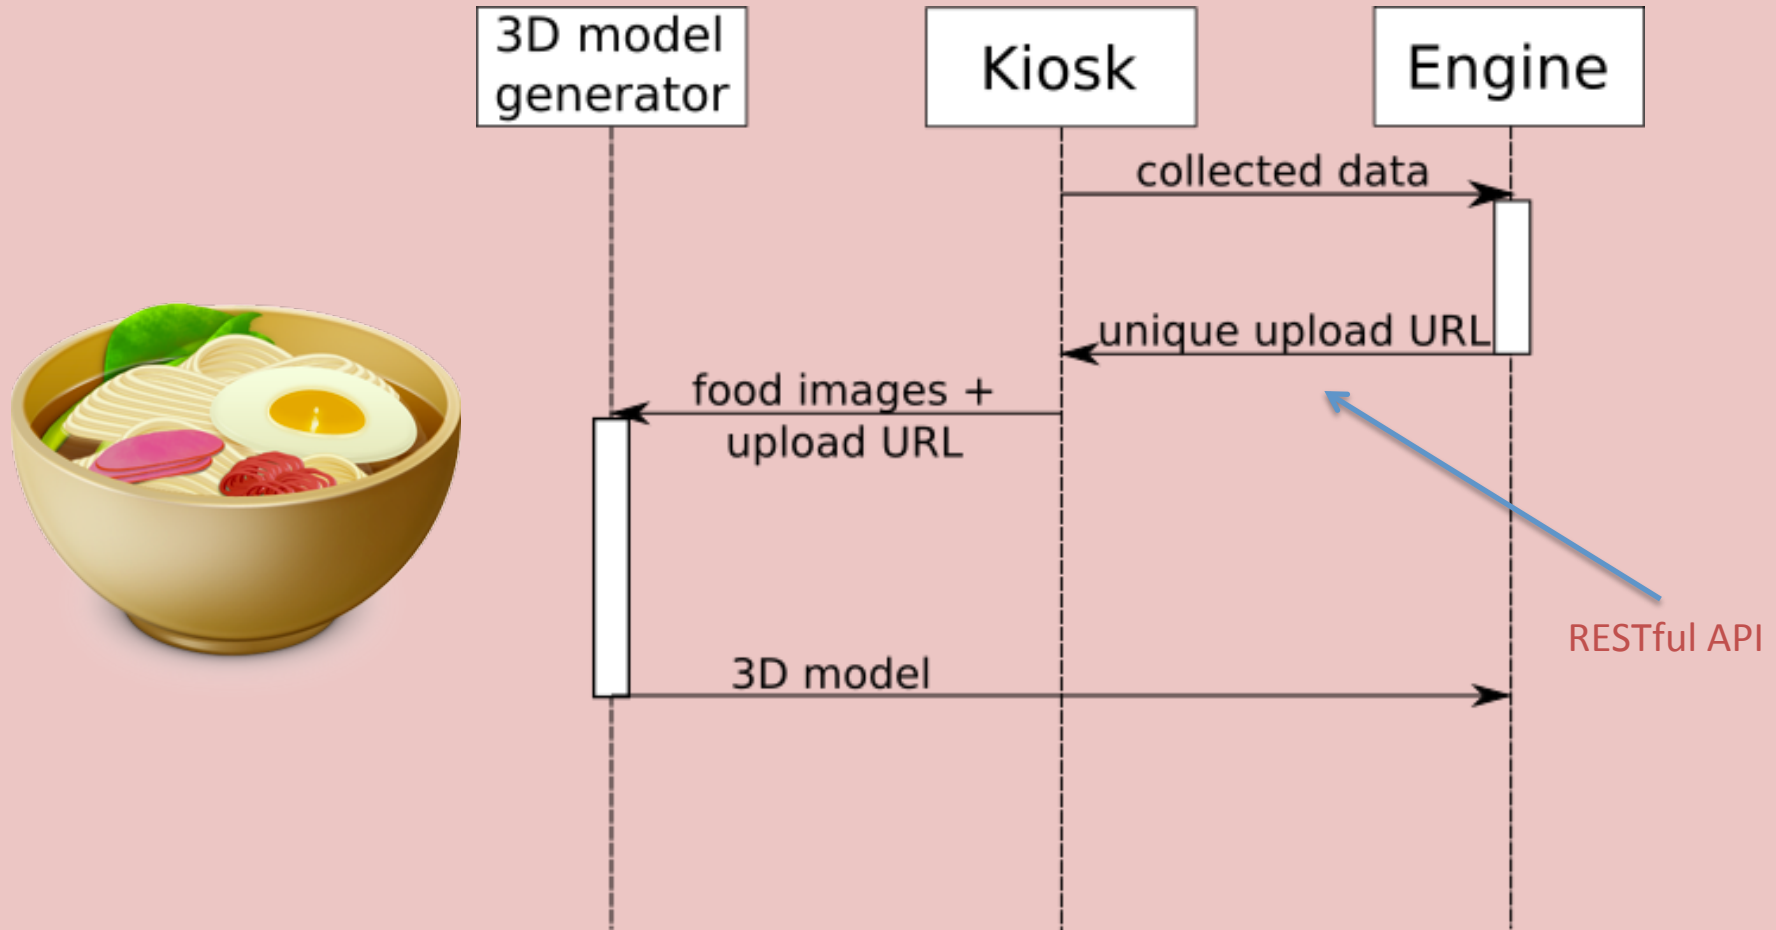 3D model
generator
Kiosk
Engine
collected data
unique upload URL
food images +
upload URL
RESTful API
3D model